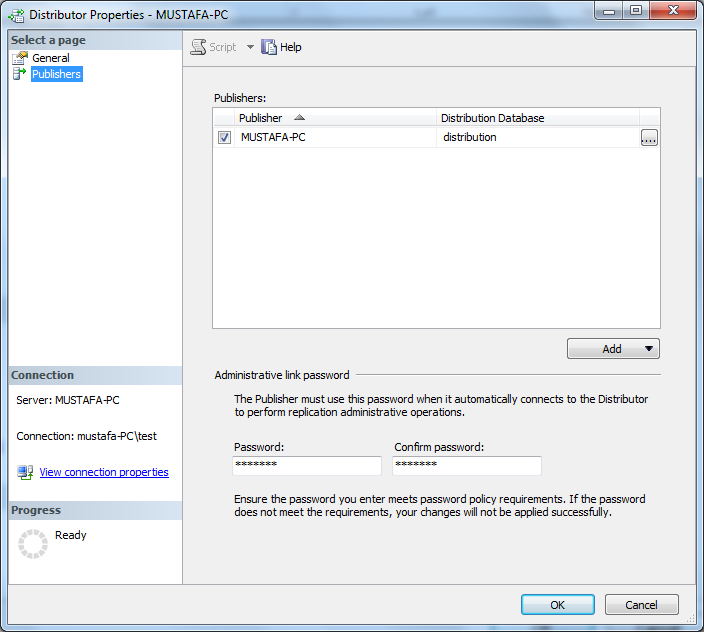 Distributor Properties - MUSTAFA-PC
Select a page
General
Publishers
Script Help
Publishers:
Publisher Distribution Database
MUSTAFA-PC distribution ....
Add
Administrative link password
The Publisher must use this password when it automatically connects to the Distributor
to perform replication administrative operations.
Password: Confirm password:
******* *******
Ensure the password you enter meets password policy requirements. If the password
does not meet the requirements, your changes will not be applied successfully.
Connection
Server: MUSTAFA-PC
Connection: mustafa-PC\test
View connection properties
Progress
Ready
OK Cancel